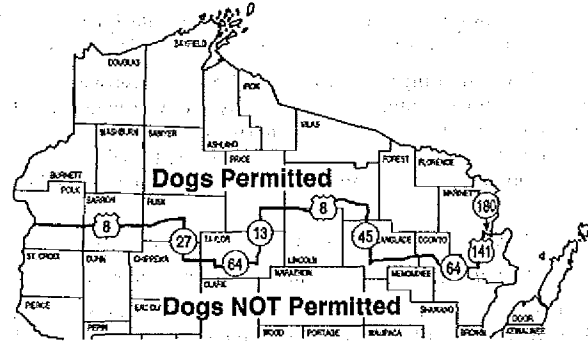 BAYFIELD
DOUGLAS
IRON
VILAS
WASHBURN SAWYER
ASHLAND
PRICE
FOREST FLORENCE
BURNETT
POLK
Dogs Permitted
MARINETTE
180
BARRON RUSK
8
8
13
27
TAYLOR
45
LANGLADE OCONTO
141
ST. CROIX
DUNN
CHIPPEWA
64
LINCOLN
64
MARATHON
MENOMINEE
CLARK
PIERCE
Dogs NOT Permitted
SHAWANO
DOOR
PEPIN
WOOD PORTAGE WAUPACA
BROWN
KEWAUNEE